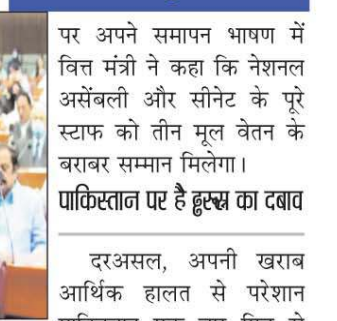 पर अपने समापन भाषण में
वित्त मंत्री ने कहा कि नेशनल
असेंबली और सीनेट के पूरे
स्टाफ को तीन मूल वेतन के
बराबर सम्मान मिलेगा।
पाकिस्तान पर है का दबाव
दरअसल, अपनी खराब
आर्थिक हालत से परेशान